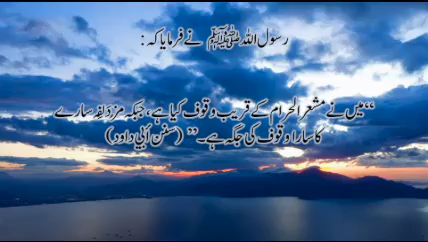 رسول اللہ ﷺ نے فرمایا کہ :
“میں نے مشعر الحرام کے قریب وقوف کیا ہے، جبکہ مزدلفہ سارے
کا سارا وقوف کی جگہ ہے۔” (سنن أبي داود)